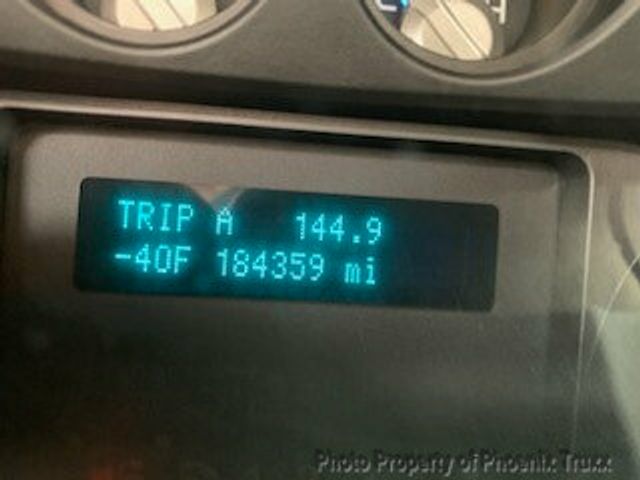 TRIP A 144.9
-40F 184359 mi
Photo Property of Phoenix Truxx